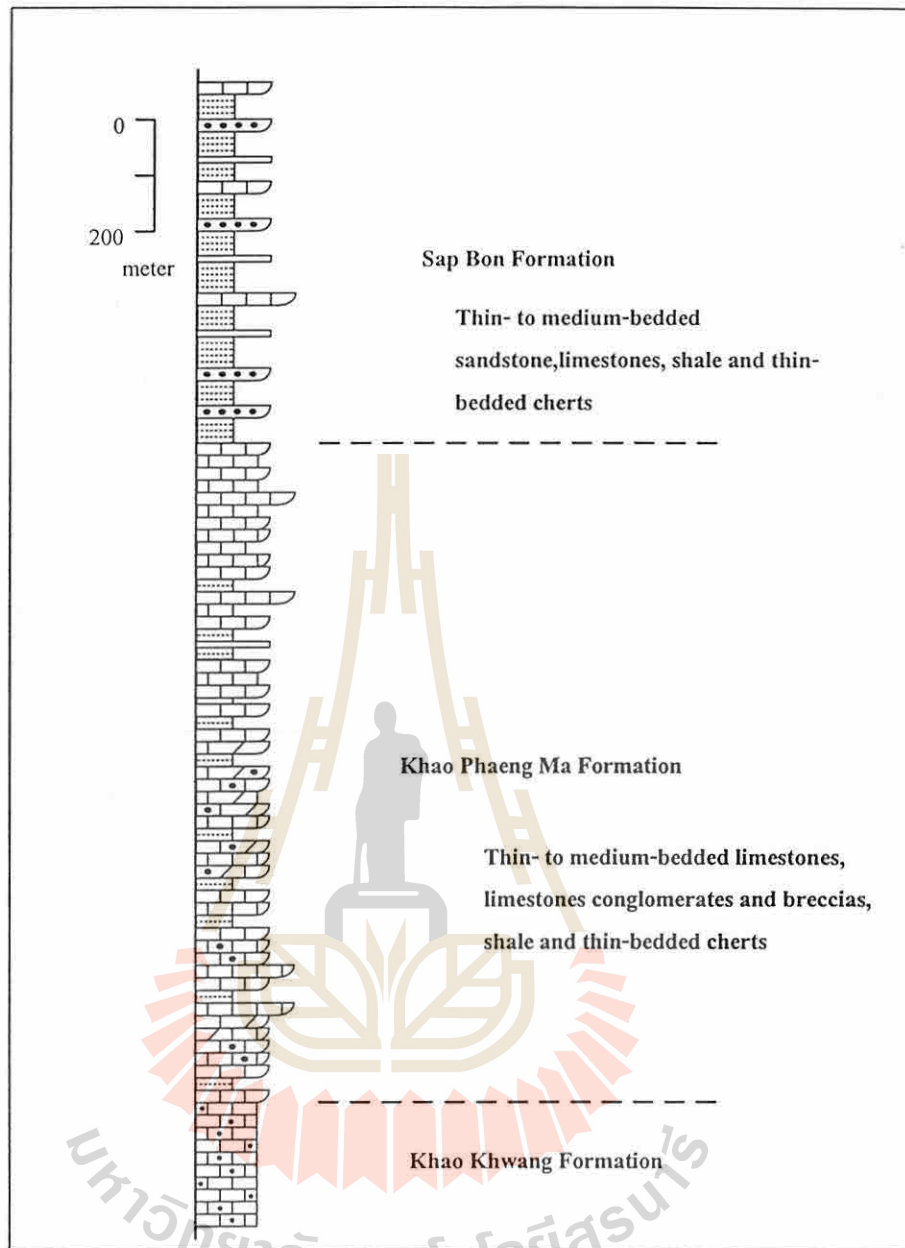 0
200
meter
Sap Bon Formation
Thin- to medium-bedded
sandstone,limestones, shale and thin-
bedded cherts
Khao Phaeng Ma Formation
Thin- to medium-bedded limestones,
limestones conglomerates and breccias,
shale and thin-bedded cherts
Khao Khwang Formation